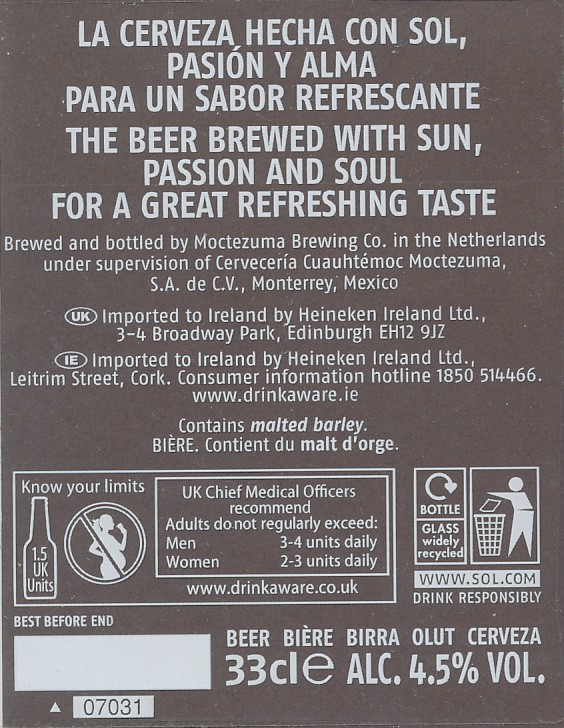 LA CERVEZA HECHA CON SOL,
PASIÓN Y ALMA
PARA UN SABOR REFRESCANTE
THE BEER BREWED WITH SUN,
PASSION AND SOUL
FOR A GREAT REFRESHING TASTE
Brewed and bottled by Moctezuma Brewing Co. in the Netherlands
under supervision of Cervecería Cuauhtémoc Moctezuma,
S.A. de C.V., Monterrey, Mexico
UK Imported to Ireland by Heineken Ireland Ltd.,
3-4 Broadway Park, Edinburgh EH12 9JZ
IE Imported to Ireland by Heineken Ireland Ltd.,
Leitrim Street, Cork. Consumer information hotline 1850 514466.
www.drinkaware.ie
Contains malted barley.
BIÈRE. Contient du malt d'orge.
Know your limits
1.5
UK
Units
UK Chief Medical Officers
recommend
Adults do not regularly exceed:
Men 3-4 units daily
Women 2-3 units daily
www.drinkaware.co.uk
BOTTLE
GLASS
widely
recycled
WWW.SOL.COM
DRINK RESPONSIBLY
BEST BEFORE END
BEER BIÈRE BIRRA OLUT CERVEZA
33cl℮ ALC. 4.5% VOL.
▲ 07031